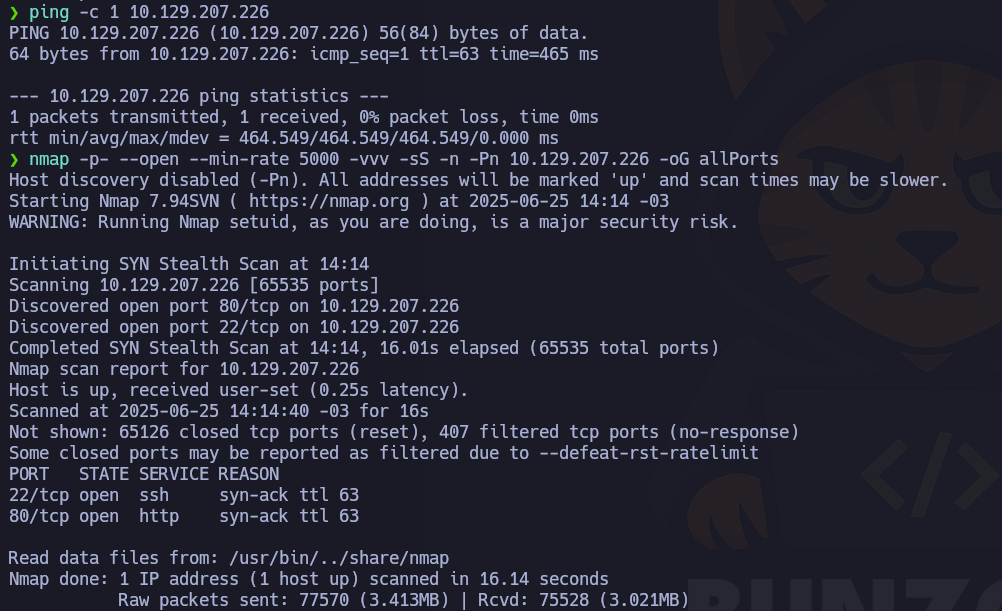 ❯ ping -c 1 10.129.207.226
PING 10.129.207.226 (10.129.207.226) 56(84) bytes of data.
64 bytes from 10.129.207.226: icmp_seq=1 ttl=63 time=465 ms
--- 10.129.207.226 ping statistics ---
1 packets transmitted, 1 received, 0% packet loss, time 0ms
rtt min/avg/max/mdev = 464.549/464.549/464.549/0.000 ms
❯ nmap -p- --open --min-rate 5000 -vvv -sS -n -Pn 10.129.207.226 -oG allPorts
Host discovery disabled (-Pn). All addresses will be marked 'up' and scan times may be slower.
Starting Nmap 7.94SVN ( https://nmap.org ) at 2025-06-25 14:14 -03
WARNING: Running Nmap setuid, as you are doing, is a major security risk.
Initiating SYN Stealth Scan at 14:14
Scanning 10.129.207.226 [65535 ports]
Discovered open port 80/tcp on 10.129.207.226
Discovered open port 22/tcp on 10.129.207.226
Completed SYN Stealth Scan at 14:14, 16.01s elapsed (65535 total ports)
Nmap scan report for 10.129.207.226
Host is up, received user-set (0.25s latency).
Scanned at 2025-06-25 14:14:40 -03 for 16s
Not shown: 65126 closed tcp ports (reset), 407 filtered tcp ports (no-response)
Some closed ports may be reported as filtered due to --defeat-rst-ratelimit
PORT   STATE SERVICE REASON
22/tcp open  ssh     syn-ack ttl 63
80/tcp open  http    syn-ack ttl 63
</>
Read data files from: /usr/bin/../share/nmap
Nmap done: 1 IP address (1 host up) scanned in 16.14 seconds
Raw packets sent: 77570 (3.413MB) | Rcvd: 75528 (3.021MB)